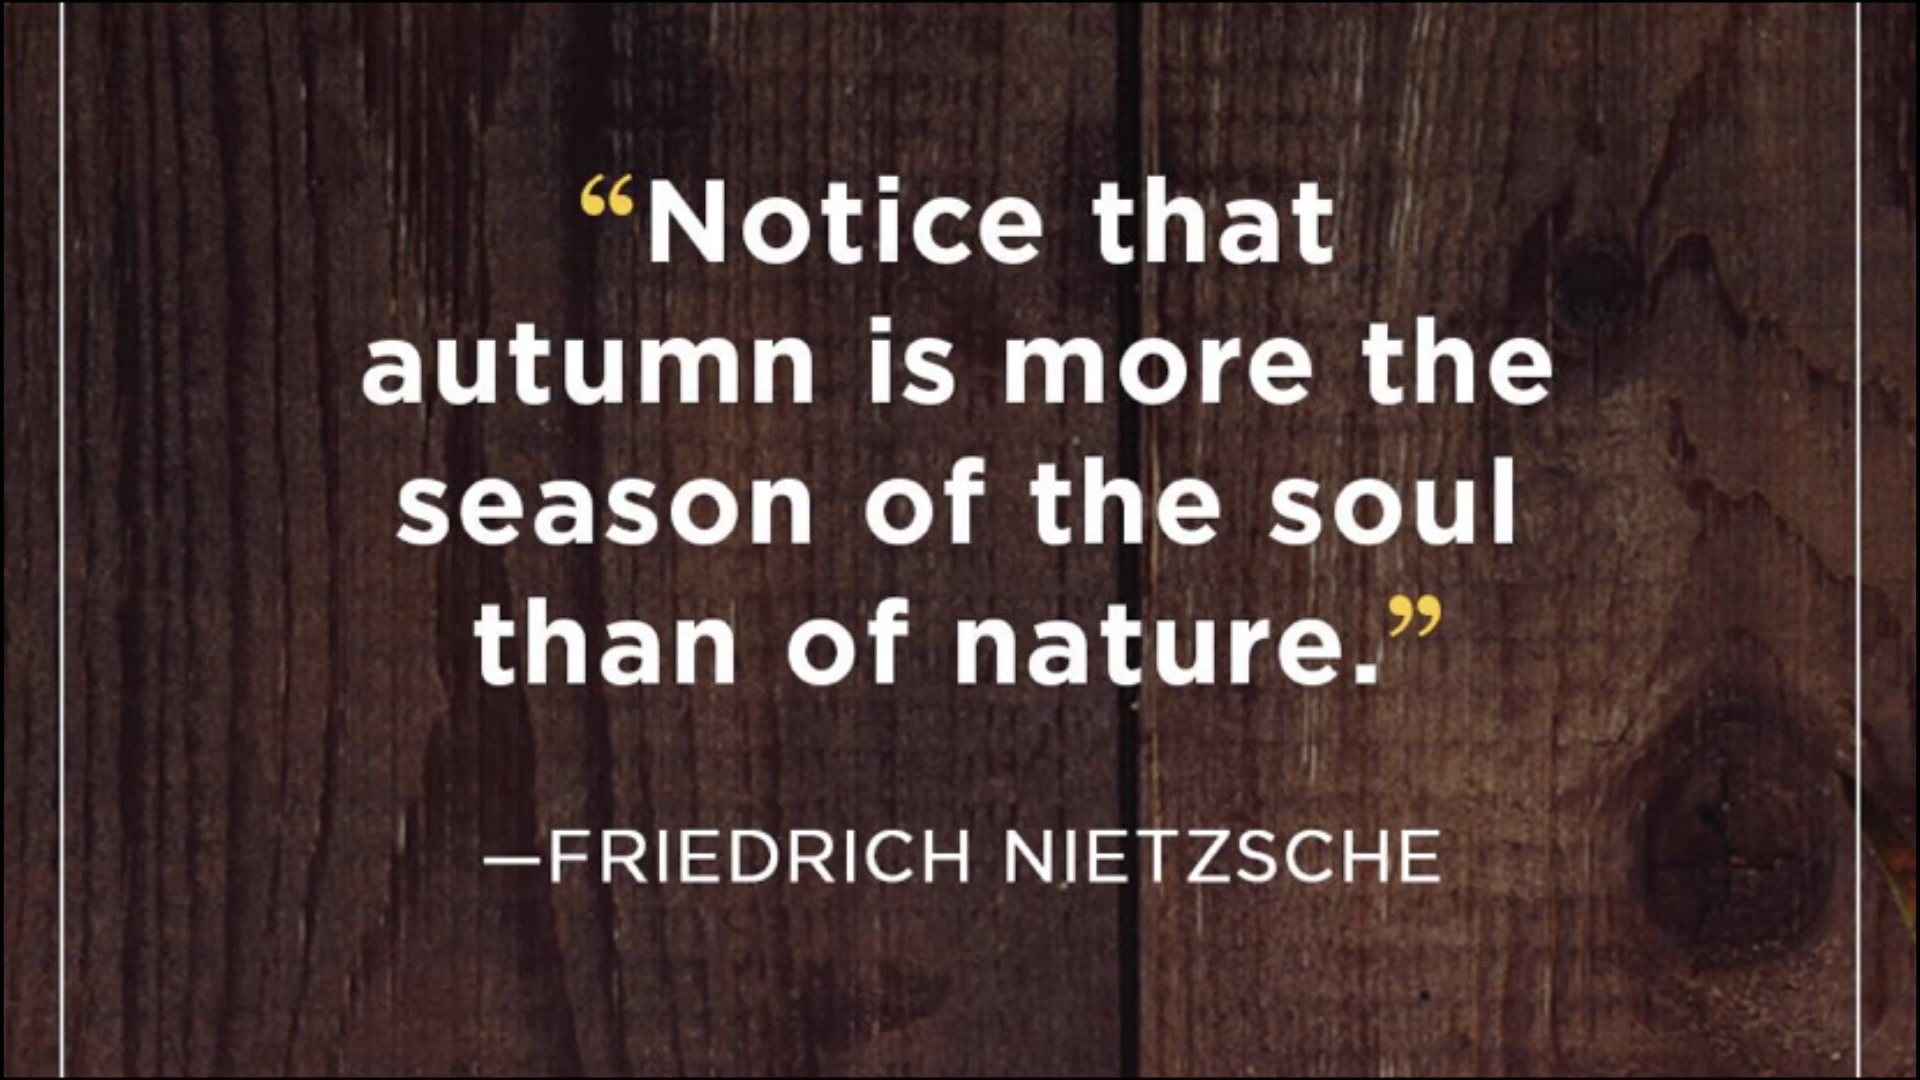 “Notice that
autumn is more the
season of the soul
than of nature.”
—FRIEDRICH NIETZSCHE